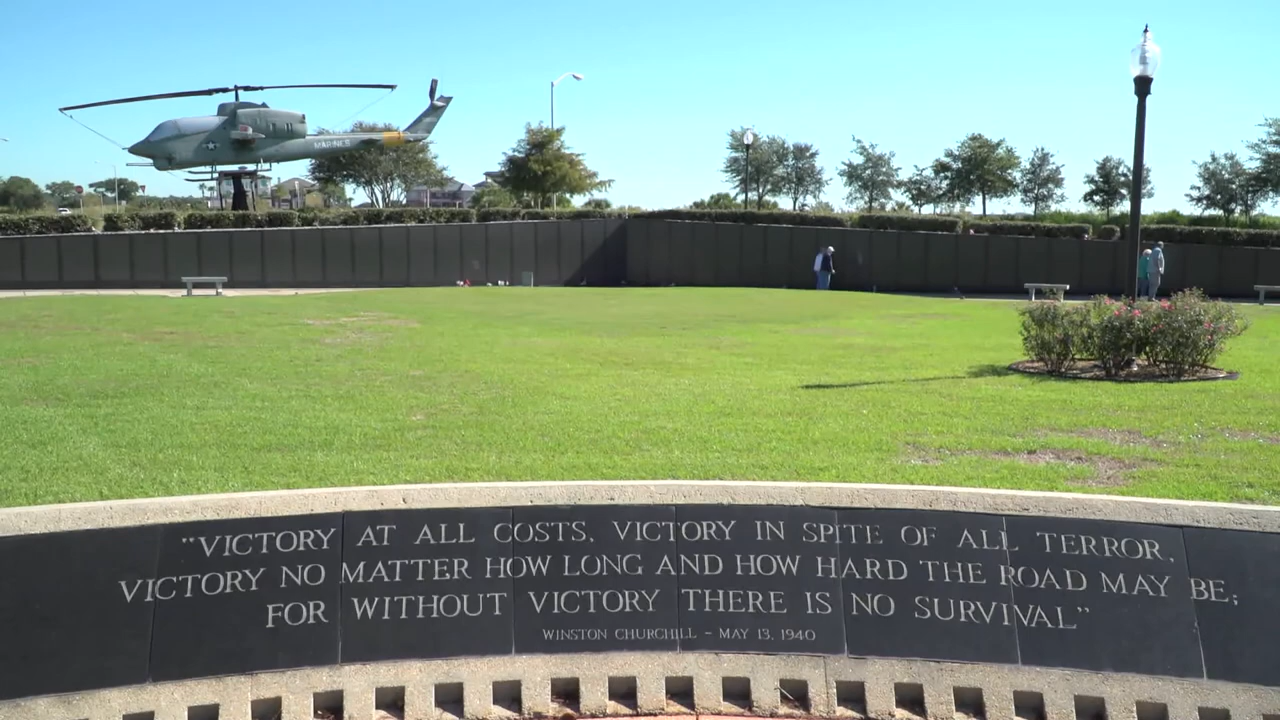 MARINES
"VICTORY AT ALL COSTS, VICTORY IN SPITE OF ALL TERROR,
VICTORY NO MATTER HOW LONG AND HOW HARD THE ROAD MAY BE;
FOR WITHOUT VICTORY THERE IS NO SURVIVAL"
WINSTON CHURCHILL – MAY 13, 1940